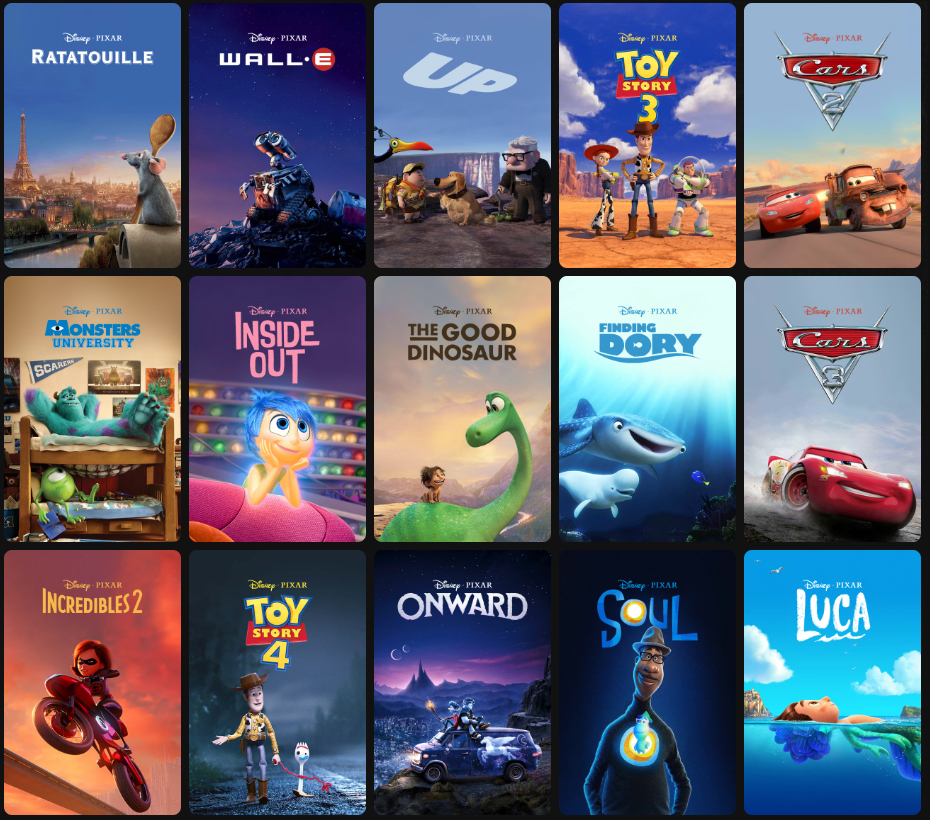 Disney · PIXAR
RATATOUILLE
Disney · PIXAR
WALL·E
Disney · PIXAR
UP
Disney · PIXAR
TOY
STORY
3
Disney · PIXAR
Cars
2
Disney · PIXAR
MONSTERS
UNIVERSITY
SCARER
Disney · PIXAR
INSIDE
OUT
Disney · PIXAR
THE GOOD
DINOSAUR
Disney · PIXAR
FINDING
DORY
Disney · PIXAR
Cars
3
Disney · PIXAR
INCREDIBLES 2
Disney · PIXAR
TOY
STORY
4
Disney · PIXAR
ONWARD
Disney · PIXAR
SOUL
Disney · PIXAR
LUCA